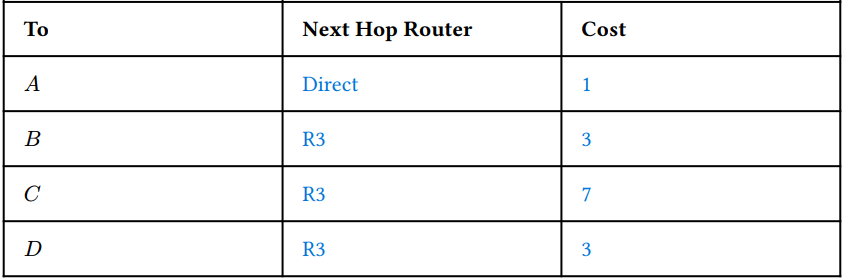 To Next Hop Router Cost
A Direct 1
B R3 3
C R3 7
D R3 3